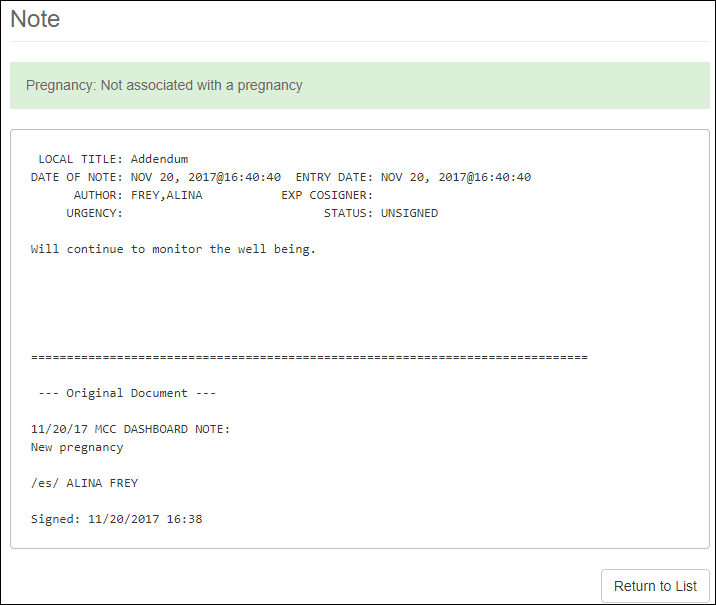 Note
Pregnancy: Not associated with a pregnancy
LOCAL TITLE: Addendum
DATE OF NOTE: NOV 20, 2017@16:40:40  ENTRY DATE: NOV 20, 2017@16:40:40
AUTHOR: FREY,ALINA           EXP COSIGNER:
URGENCY:                            STATUS: UNSIGNED
Will continue to monitor the well being.
==============================================================================
--- Original Document ---
11/20/17 MCC DASHBOARD NOTE:
New pregnancy
/es/ ALINA FREY
Signed: 11/20/2017 16:38
Return to List